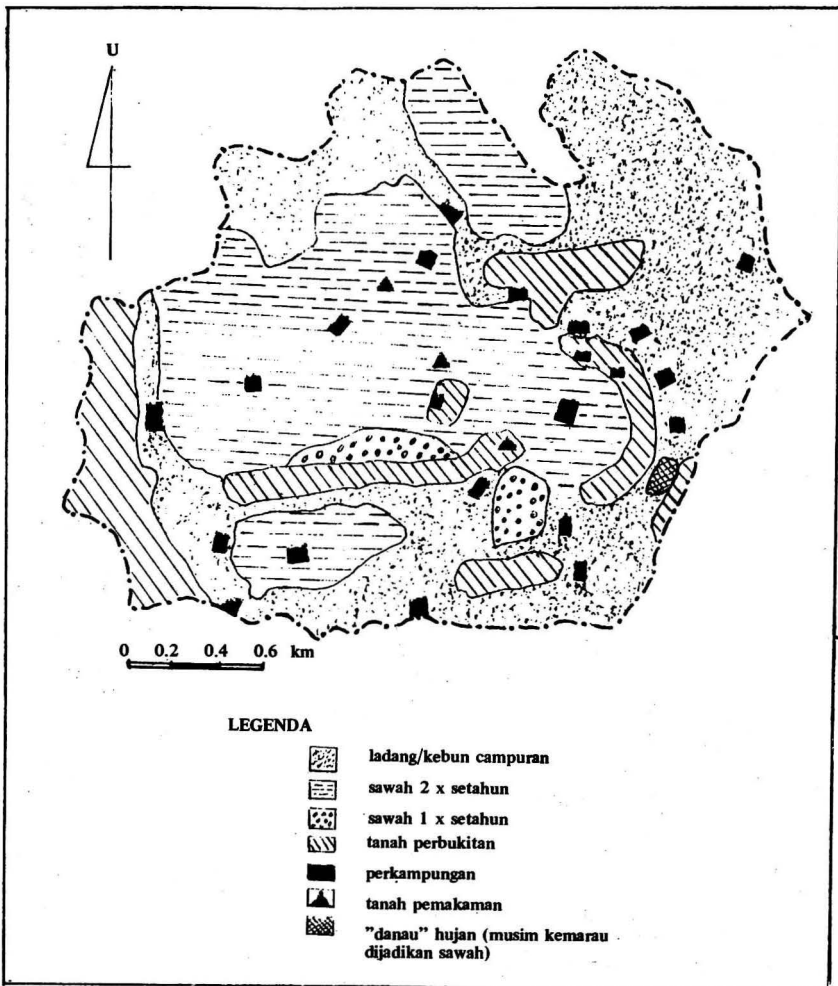 U
0 0.2 0.4 0.6 km
LEGENDA
ladang/kebun campuran
sawah 2 x setahun
sawah 1 x setahun
tanah perbukitan
perkampungan
tanah pemakaman
"danau" hujan (musim kemarau
dijadikan sawah)